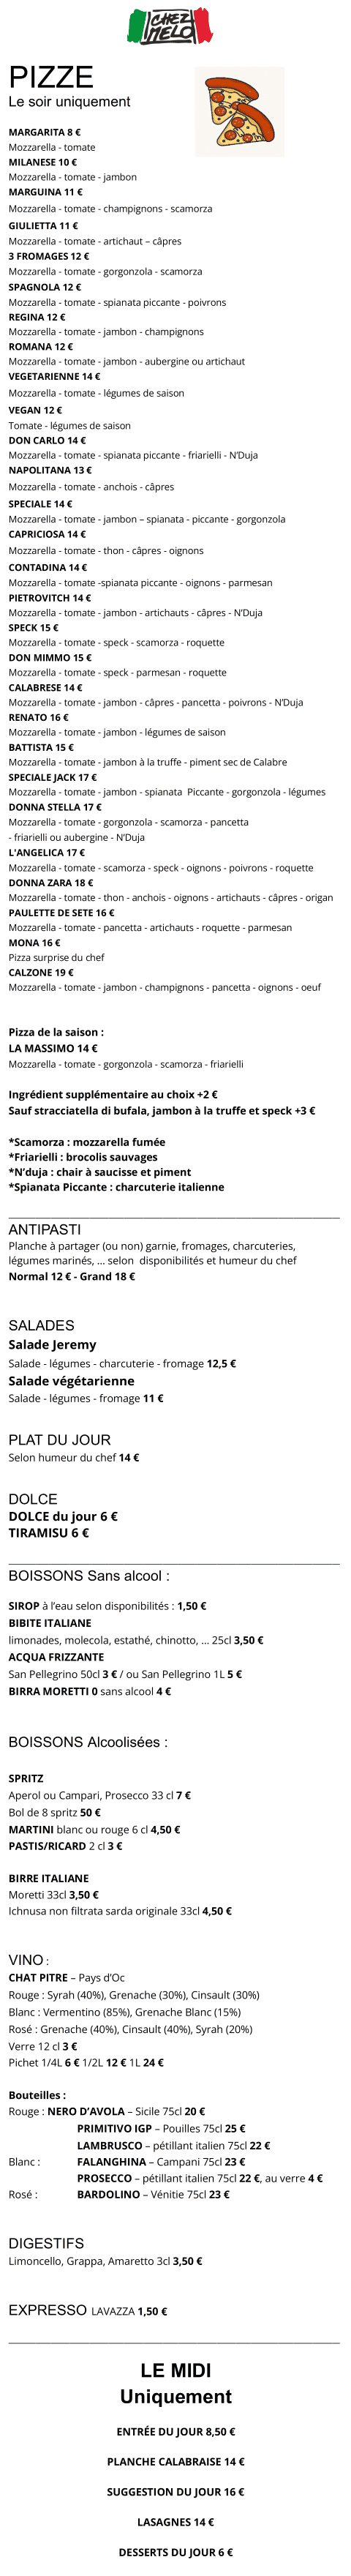 CHEZ
MELO
PIZZE
Le soir uniquement
MARGARITA 8 €
Mozzarella - tomate
MILANESE 10 €
Mozzarella - tomate - jambon
MARGUINA 11 €
Mozzarella - tomate - champignons - scamorza
GIULIETTA 11 €
Mozzarella - tomate - artichaut – câpres
3 FROMAGES 12 €
Mozzarella - tomate - gorgonzola - scamorza
SPAGNOLA 12 €
Mozzarella - tomate - spianata piccante - poivrons
REGINA 12 €
Mozzarella - tomate - jambon - champignons
ROMANA 12 €
Mozzarella - tomate - jambon - aubergine ou artichaut
VEGETARIENNE 14 €
Mozzarella - tomate - légumes de saison
VEGAN 12 €
Tomate - légumes de saison
DON CARLO 14 €
Mozzarella - tomate - spianata piccante - friarielli - N'Duja
NAPOLITANA 13 €
Mozzarella - tomate - anchois - câpres
SPECIALE 14 €
Mozzarella - tomate - jambon – spianata - piccante - gorgonzola
CAPRICIOSA 14 €
Mozzarella - tomate - thon - câpres - oignons
CONTADINA 14 €
Mozzarella - tomate -spianata piccante - oignons - parmesan
PIETROVITCH 14 €
Mozzarella - tomate - jambon - artichauts - câpres - N'Duja
SPECK 15 €
Mozzarella - tomate - speck - scamorza - roquette
DON MIMMO 15 €
Mozzarella - tomate - speck - parmesan - roquette
CALABRESE 14 €
Mozzarella - tomate - jambon - câpres - pancetta - poivrons - N'Duja
RENATO 16 €
Mozzarella - tomate - jambon - légumes de saison
BATTISTA 15 €
Mozzarella - tomate - jambon à la truffe - piment sec de Calabre
SPECIALE JACK 17 €
Mozzarella - tomate - jambon - spianata Piccante - gorgonzola - légumes
DONNA STELLA 17 €
Mozzarella - tomate - gorgonzola - scamorza - pancetta
- friarielli ou aubergine - N'Duja
L'ANGELICA 17 €
Mozzarella - tomate - scamorza - speck - oignons - poivrons - roquette
DONNA ZARA 18 €
Mozzarella - tomate - thon - anchois - oignons - artichauts - câpres - origan
PAULETTE DE SETE 16 €
Mozzarella - tomate - pancetta - artichauts - roquette - parmesan
MONA 16 €
Pizza surprise du chef
CALZONE 19 €
Mozzarella - tomate - jambon - champignons - pancetta - oignons - oeuf
Pizza de la saison :
LA MASSIMO 14 €
Mozzarella - tomate - gorgonzola - scamorza - friarielli
Ingrédient supplémentaire au choix +2 €
Sauf stracciatella di bufala, jambon à la truffe et speck +3 €
*Scamorza : mozzarella fumée
*Friarielli : brocolis sauvages
*N'duja : chair à saucisse et piment
*Spianata Piccante : charcuterie italienne
ANTIPASTI
Planche à partager (ou non) garnie, fromages, charcuteries,
légumes marinés, ... selon disponibilités et humeur du chef
Normal 12 € - Grand 18 €
SALADES
Salade Jeremy
Salade - légumes - charcuterie - fromage 12,5 €
Salade végétarienne
Salade - légumes - fromage 11 €
PLAT DU JOUR
Selon humeur du chef 14 €
DOLCE
DOLCE du jour 6 €
TIRAMISU 6 €
BOISSONS Sans alcool :
SIROP à l'eau selon disponibilités : 1,50 €
BIBITE ITALIANE
limonades, molecola, estathé, chinotto, ... 25cl 3,50 €
ACQUA FRIZZANTE
San Pellegrino 50cl 3 € / ou San Pellegrino 1L 5 €
BIRRA MORETTI 0 sans alcool 4 €
BOISSONS Alcoolisées :
SPRITZ
Aperol ou Campari, Prosecco 33 cl 7 €
Bol de 8 spritz 50 €
MARTINI blanc ou rouge 6 cl 4,50 €
PASTIS/RICARD 2 cl 3 €
BIRRE ITALIANE
Moretti 33cl 3,50 €
Ichnusa non filtrata sarda originale 33cl 4,50 €
VINO :
CHAT PITRE – Pays d'Oc
Rouge : Syrah (40%), Grenache (30%), Cinsault (30%)
Blanc : Vermentino (85%), Grenache Blanc (15%)
Rosé : Grenache (40%), Cinsault (40%), Syrah (20%)
Verre 12 cl 3 €
Pichet 1/4L 6 € 1/2L 12 € 1L 24 €
Bouteilles :
Rouge : NERO D'AVOLA – Sicile 75cl 20 €
PRIMITIVO IGP – Pouilles 75cl 25 €
LAMBRUSCO – pétillant italien 75cl 22 €
Blanc : FALANGHINA – Campani 75cl 23 €
PROSECCO – pétillant italien 75cl 22 €, au verre 4 €
Rosé : BARDOLINO – Vénitie 75cl 23 €
DIGESTIFS
Limoncello, Grappa, Amaretto 3cl 3,50 €
EXPRESSO LAVAZZA 1,50 €
LE MIDI
Uniquement
ENTRÉE DU JOUR 8,50 €
PLANCHE CALABRAISE 14 €
SUGGESTION DU JOUR 16 €
LASAGNES 14 €
DESSERTS DU JOUR 6 €